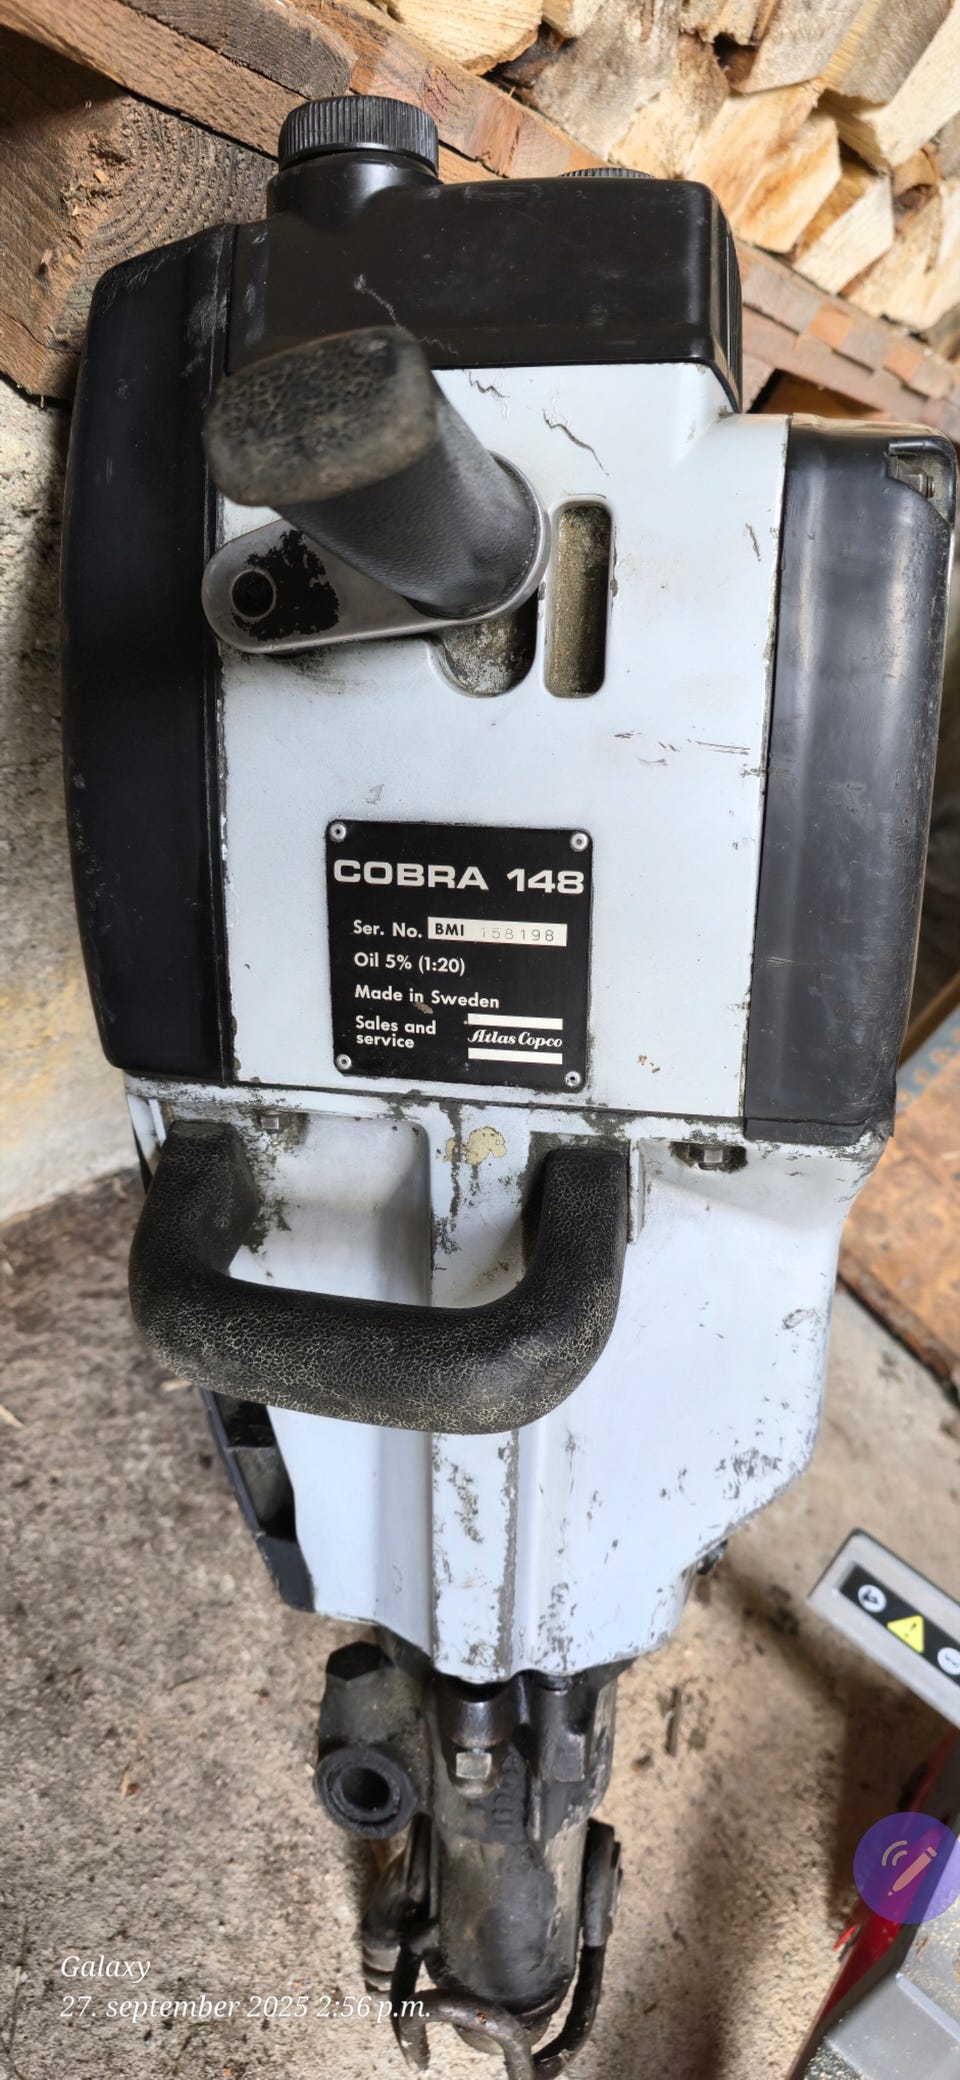 COBRA 148
Ser. No. BMI 158198
Oil 5% (1:20)
Made in Sweden
Sales and
service
Atlas Copco
Galaxy
27. september 2025 2:56 p.m.